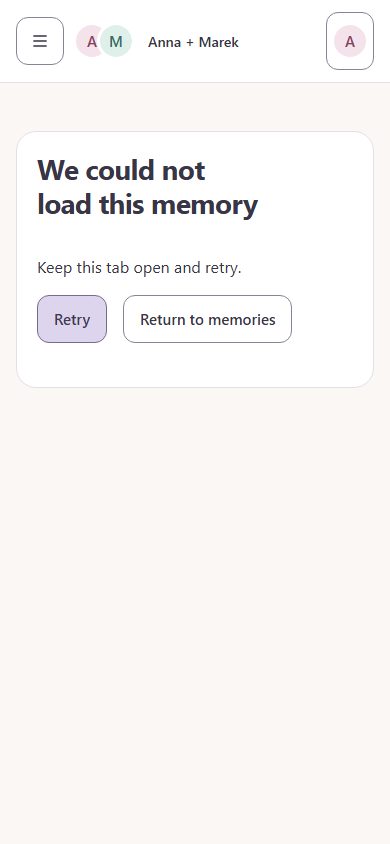 A M Anna + Marek A
We could not
load this memory
Keep this tab open and retry.
Retry Return to memories